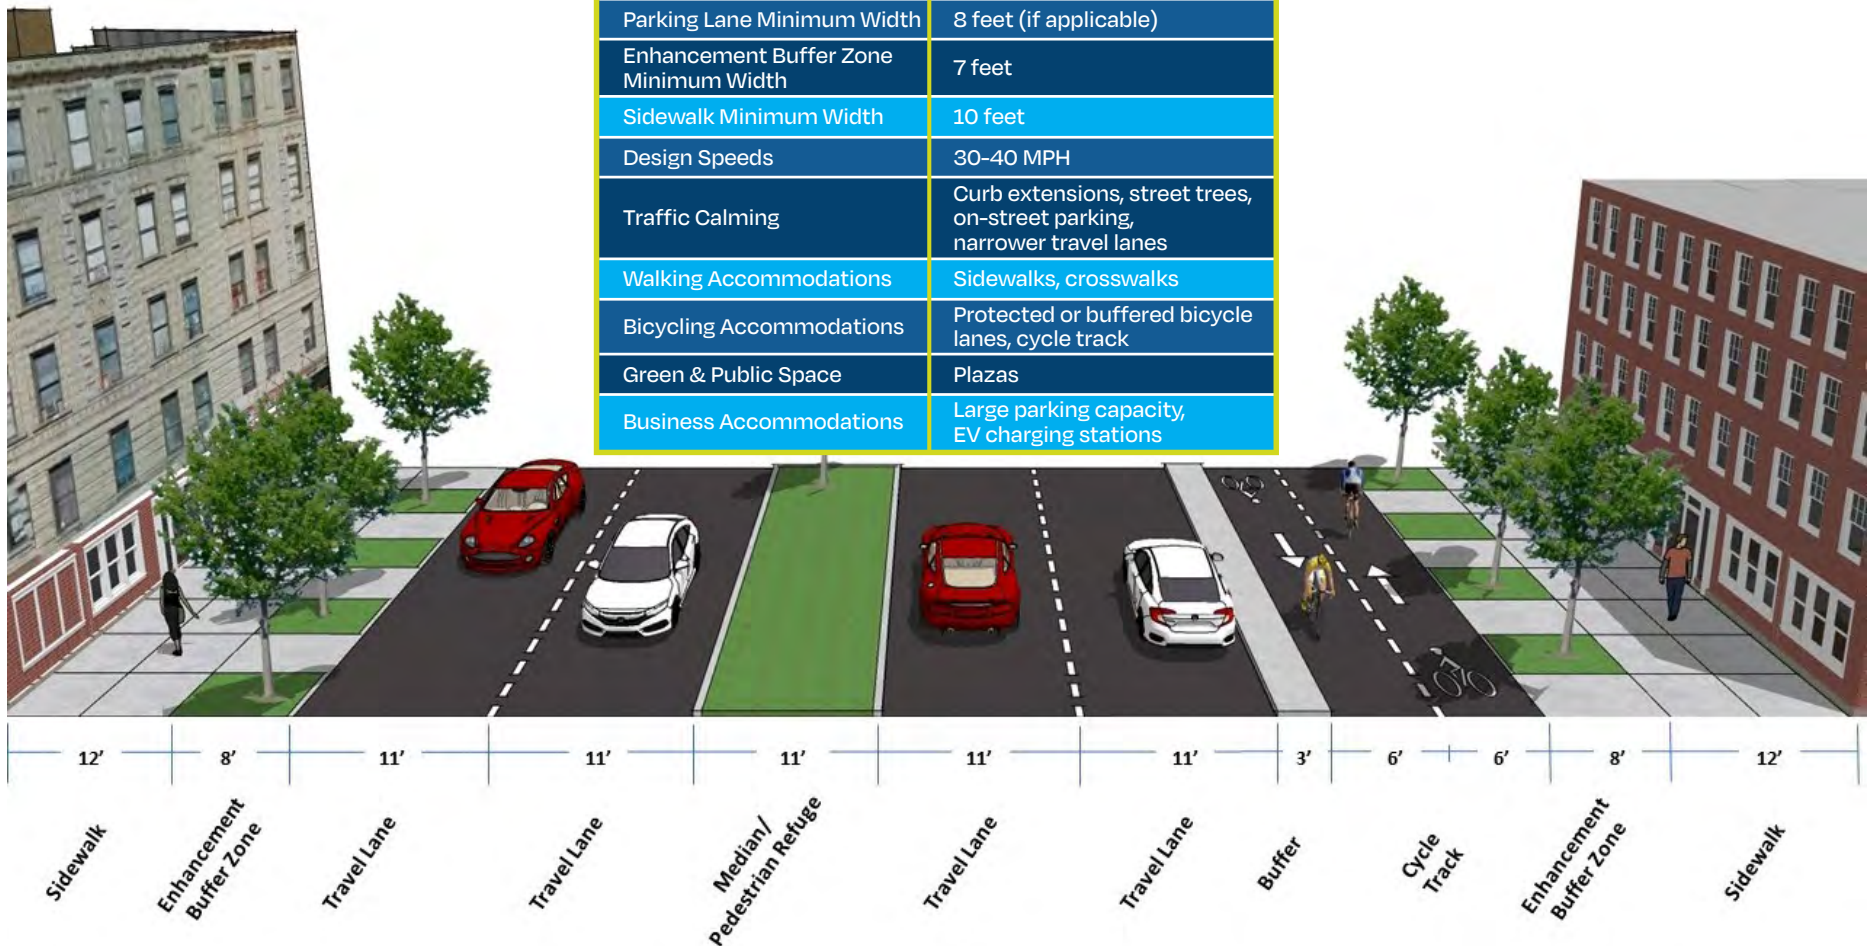 Parking Lane Minimum Width 8 feet (if applicable)
Enhancement Buffer Zone
Minimum Width
7 feet
Sidewalk Minimum Width 10 feet
Design Speeds 30-40 MPH
Traffic Calming
Curb extensions, street trees,
on-street parking,
narrower travel lanes
Walking Accommodations Sidewalks, crosswalks
Bicycling Accommodations
Protected or buffered bicycle
lanes, cycle track
Green & Public Space Plazas
Business Accommodations
Large parking capacity,
EV charging stations
12' 8' 11' 11' 11' 11' 11' 3' 6' 6' 8' 12'
Sidewalk
Enhancement
Buffer Zone
Travel Lane
Travel Lane
Median/
Pedestrian Refuge
Travel Lane
Travel Lane
Buffer
Cycle
Track
Enhancement
Buffer Zone
Sidewalk